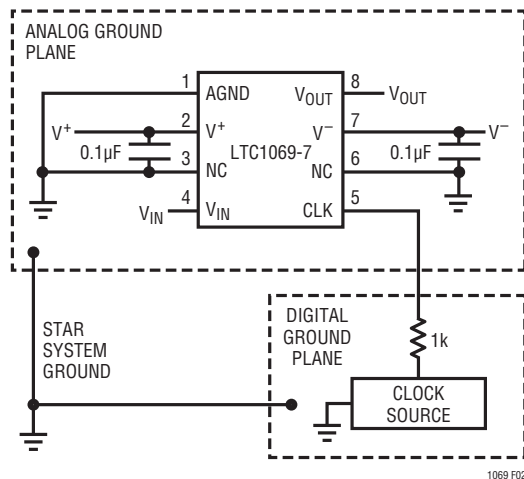 ANALOG GROUND
PLANE
1
AGND
8
VOUT
VOUT
V+
2
V+
7
V−
V−
0.1µF
LTC1069-7
0.1µF
3
NC
6
NC
VIN
4
VIN
5
CLK
STAR
SYSTEM
GROUND
DIGITAL
GROUND
PLANE
1k
CLOCK
SOURCE
1069 F02